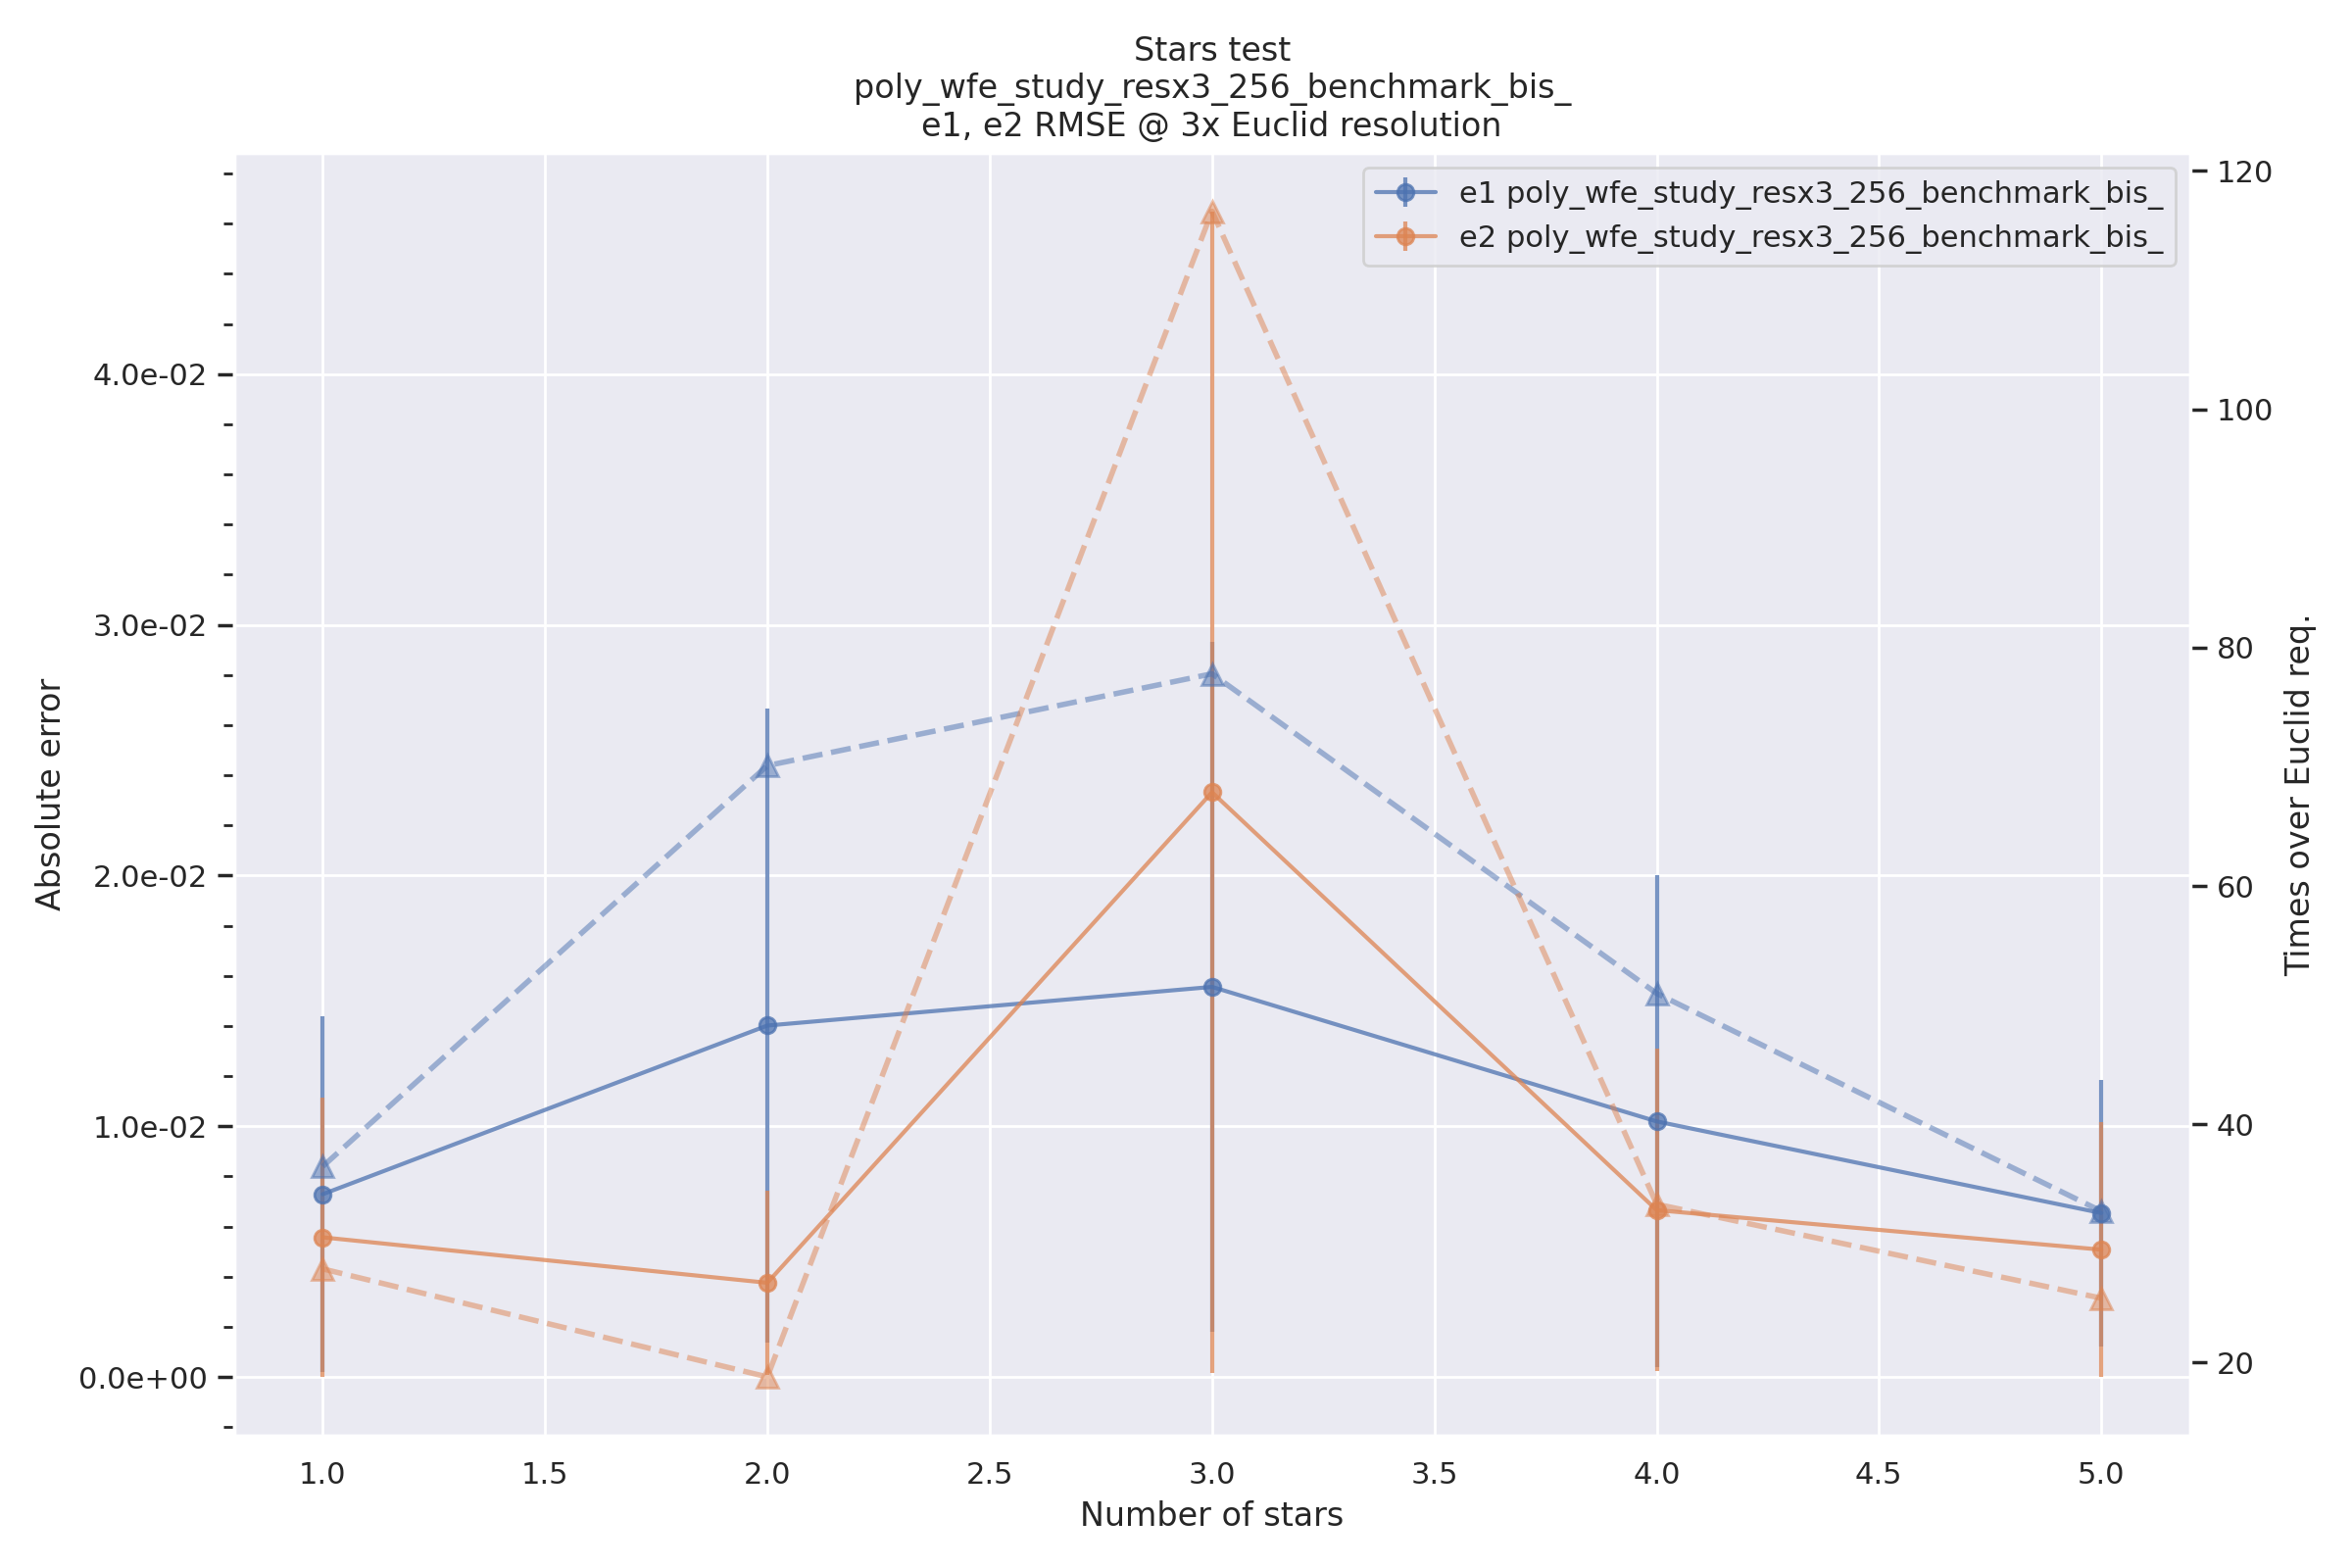 Stars test
poly_wfe_study_resx3_256_benchmark_bis_
e1, e2 RMSE @ 3x Euclid resolution
e1 poly_wfe_study_resx3_256_benchmark_bis_
e2 poly_wfe_study_resx3_256_benchmark_bis_
Absolute error
4.0e-02
3.0e-02
2.0e-02
1.0e-02
0.0e+00
120
100
80
60
40
20
Times over Euclid req.
1.0 1.5 2.0 2.5 3.0 3.5 4.0 4.5 5.0
Number of stars